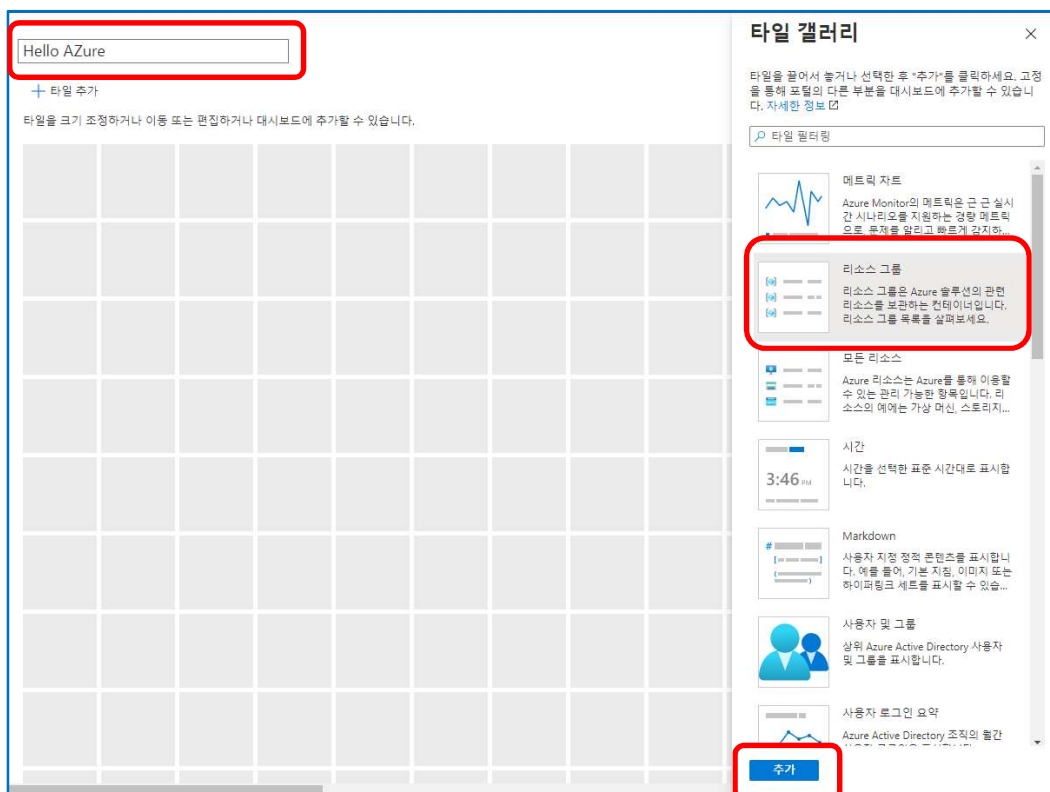 Hello AZure
타일 추가
타일을 크기 조정하거나 이동 또는 편집하거나 대시보드에 추가할 수 있습니다.
타일 갤러리
타일을 끌어서 놓거나 선택한 후 "추가"를 클릭하세요. 고정
을 통해 포털의 다른 부분을 대시보드에 추가할 수 있습니
다. 자세한 정보
타일 필터링
메트릭 차트
Azure Monitor의 메트릭은 근 근 실시
간 시나리오를 지원하는 경량 메트릭
으로, 문제를 알리고 빠르게 감지하...
리소스 그룹
리소스 그룹은 Azure 솔루션의 관련
리소스를 보관하는 컨테이너입니다.
리소스 그룹 목록을 살펴보세요.
모든 리소스
Azure 리소스는 Azure를 통해 이용할
수 있는 관리 가능한 항목입니다. 리
소스의 예에는 가상 머신, 스토리지...
시간
3:46 PM
시간을 선택한 표준 시간대로 표시합
니다.
Markdown
사용자 지정 정적 콘텐츠를 표시합니
다. 예를 들어, 기본 지침, 이미지 또는
하이퍼링크 세트를 표시할 수 있습...
사용자 및 그룹
상위 Azure Active Directory 사용자
및 그룹을 표시합니다.
사용자 로그인 요약
Azure Active Directory 조직의 월간
추가